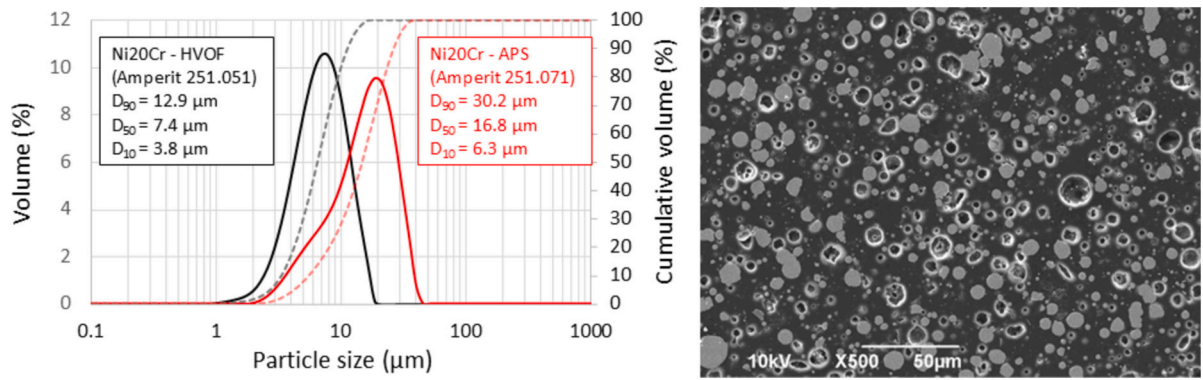 Volume (%)
12
10
8
6
4
2
0
Ni20Cr - HVOF
(Amperit 251.051)
D₉₀ = 12.9 µm
D₅₀ = 7.4 µm
D₁₀ = 3.8 µm
Ni20Cr - APS
(Amperit 251.071)
D₉₀ = 30.2 µm
D₅₀ = 16.8 µm
D₁₀ = 6.3 µm
100
90
80
70
60
50
40
30
20
10
0
Cumulative volume (%)
0.1 1 10 100 1000
Particle size (µm)
10kV X500 50µm